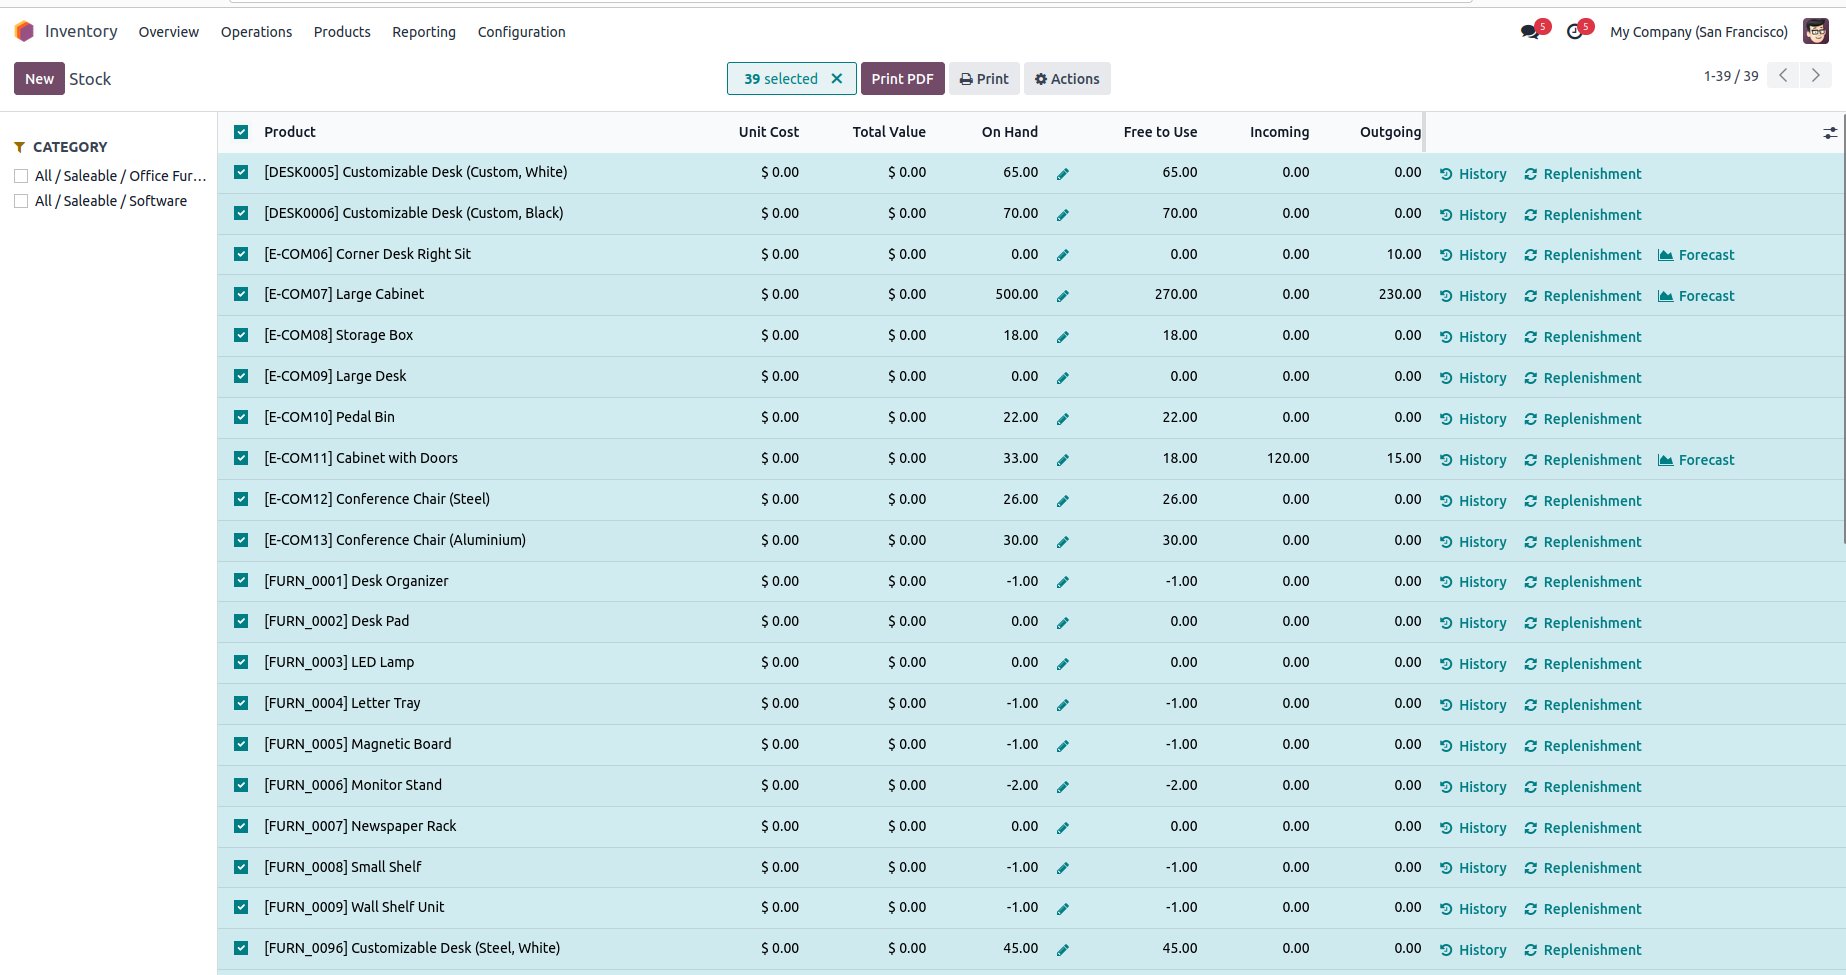 Inventory Overview Operations Products Reporting Configuration 5 5 My Company (San Francisco)
New Stock 39 selected Print PDF Print Actions 1-39 / 39
CATEGORY
All / Saleable / Office Fur...
All / Saleable / Software
Product Unit Cost Total Value On Hand Free to Use Incoming Outgoing
[DESK0005] Customizable Desk (Custom, White) $ 0.00 $ 0.00 65.00 65.00 0.00 0.00 History Replenishment
[DESK0006] Customizable Desk (Custom, Black) $ 0.00 $ 0.00 70.00 70.00 0.00 0.00 History Replenishment
[E-COM06] Corner Desk Right Sit $ 0.00 $ 0.00 0.00 0.00 0.00 10.00 History Replenishment Forecast
[E-COM07] Large Cabinet $ 0.00 $ 0.00 500.00 270.00 0.00 230.00 History Replenishment Forecast
[E-COM08] Storage Box $ 0.00 $ 0.00 18.00 18.00 0.00 0.00 History Replenishment
[E-COM09] Large Desk $ 0.00 $ 0.00 0.00 0.00 0.00 0.00 History Replenishment
[E-COM10] Pedal Bin $ 0.00 $ 0.00 22.00 22.00 0.00 0.00 History Replenishment
[E-COM11] Cabinet with Doors $ 0.00 $ 0.00 33.00 18.00 120.00 15.00 History Replenishment Forecast
[E-COM12] Conference Chair (Steel) $ 0.00 $ 0.00 26.00 26.00 0.00 0.00 History Replenishment
[E-COM13] Conference Chair (Aluminium) $ 0.00 $ 0.00 30.00 30.00 0.00 0.00 History Replenishment
[FURN_0001] Desk Organizer $ 0.00 $ 0.00 -1.00 -1.00 0.00 0.00 History Replenishment
[FURN_0002] Desk Pad $ 0.00 $ 0.00 0.00 0.00 0.00 0.00 History Replenishment
[FURN_0003] LED Lamp $ 0.00 $ 0.00 0.00 0.00 0.00 0.00 History Replenishment
[FURN_0004] Letter Tray $ 0.00 $ 0.00 -1.00 -1.00 0.00 0.00 History Replenishment
[FURN_0005] Magnetic Board $ 0.00 $ 0.00 -1.00 -1.00 0.00 0.00 History Replenishment
[FURN_0006] Monitor Stand $ 0.00 $ 0.00 -2.00 -2.00 0.00 0.00 History Replenishment
[FURN_0007] Newspaper Rack $ 0.00 $ 0.00 0.00 0.00 0.00 0.00 History Replenishment
[FURN_0008] Small Shelf $ 0.00 $ 0.00 -1.00 -1.00 0.00 0.00 History Replenishment
[FURN_0009] Wall Shelf Unit $ 0.00 $ 0.00 -1.00 -1.00 0.00 0.00 History Replenishment
[FURN_0096] Customizable Desk (Steel, White) $ 0.00 $ 0.00 45.00 45.00 0.00 0.00 History Replenishment